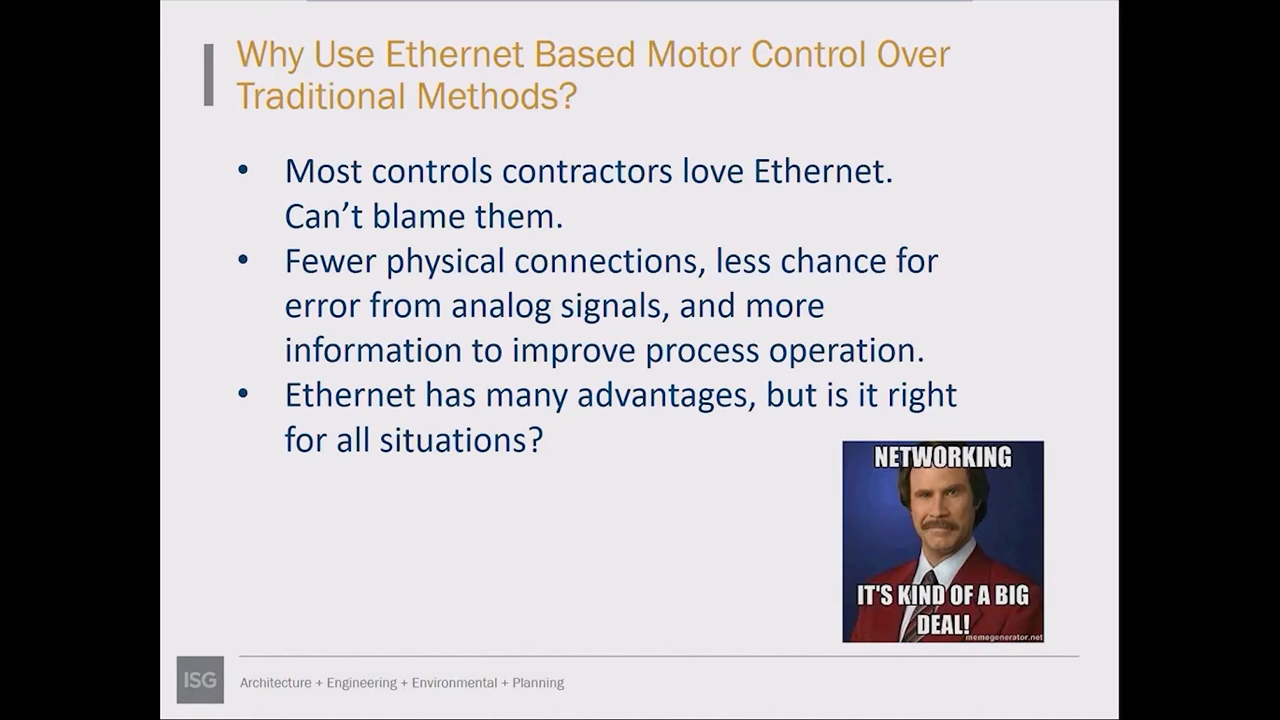 Why Use Ethernet Based Motor Control Over
Traditional Methods?
• Most controls contractors love Ethernet.
Can’t blame them.
• Fewer physical connections, less chance for
error from analog signals, and more
information to improve process operation.
• Ethernet has many advantages, but is it right
for all situations?
NETWORKING
IT'S KIND OF A BIG
DEAL!
memegenerator.net
ISG
Architecture + Engineering + Environmental + Planning